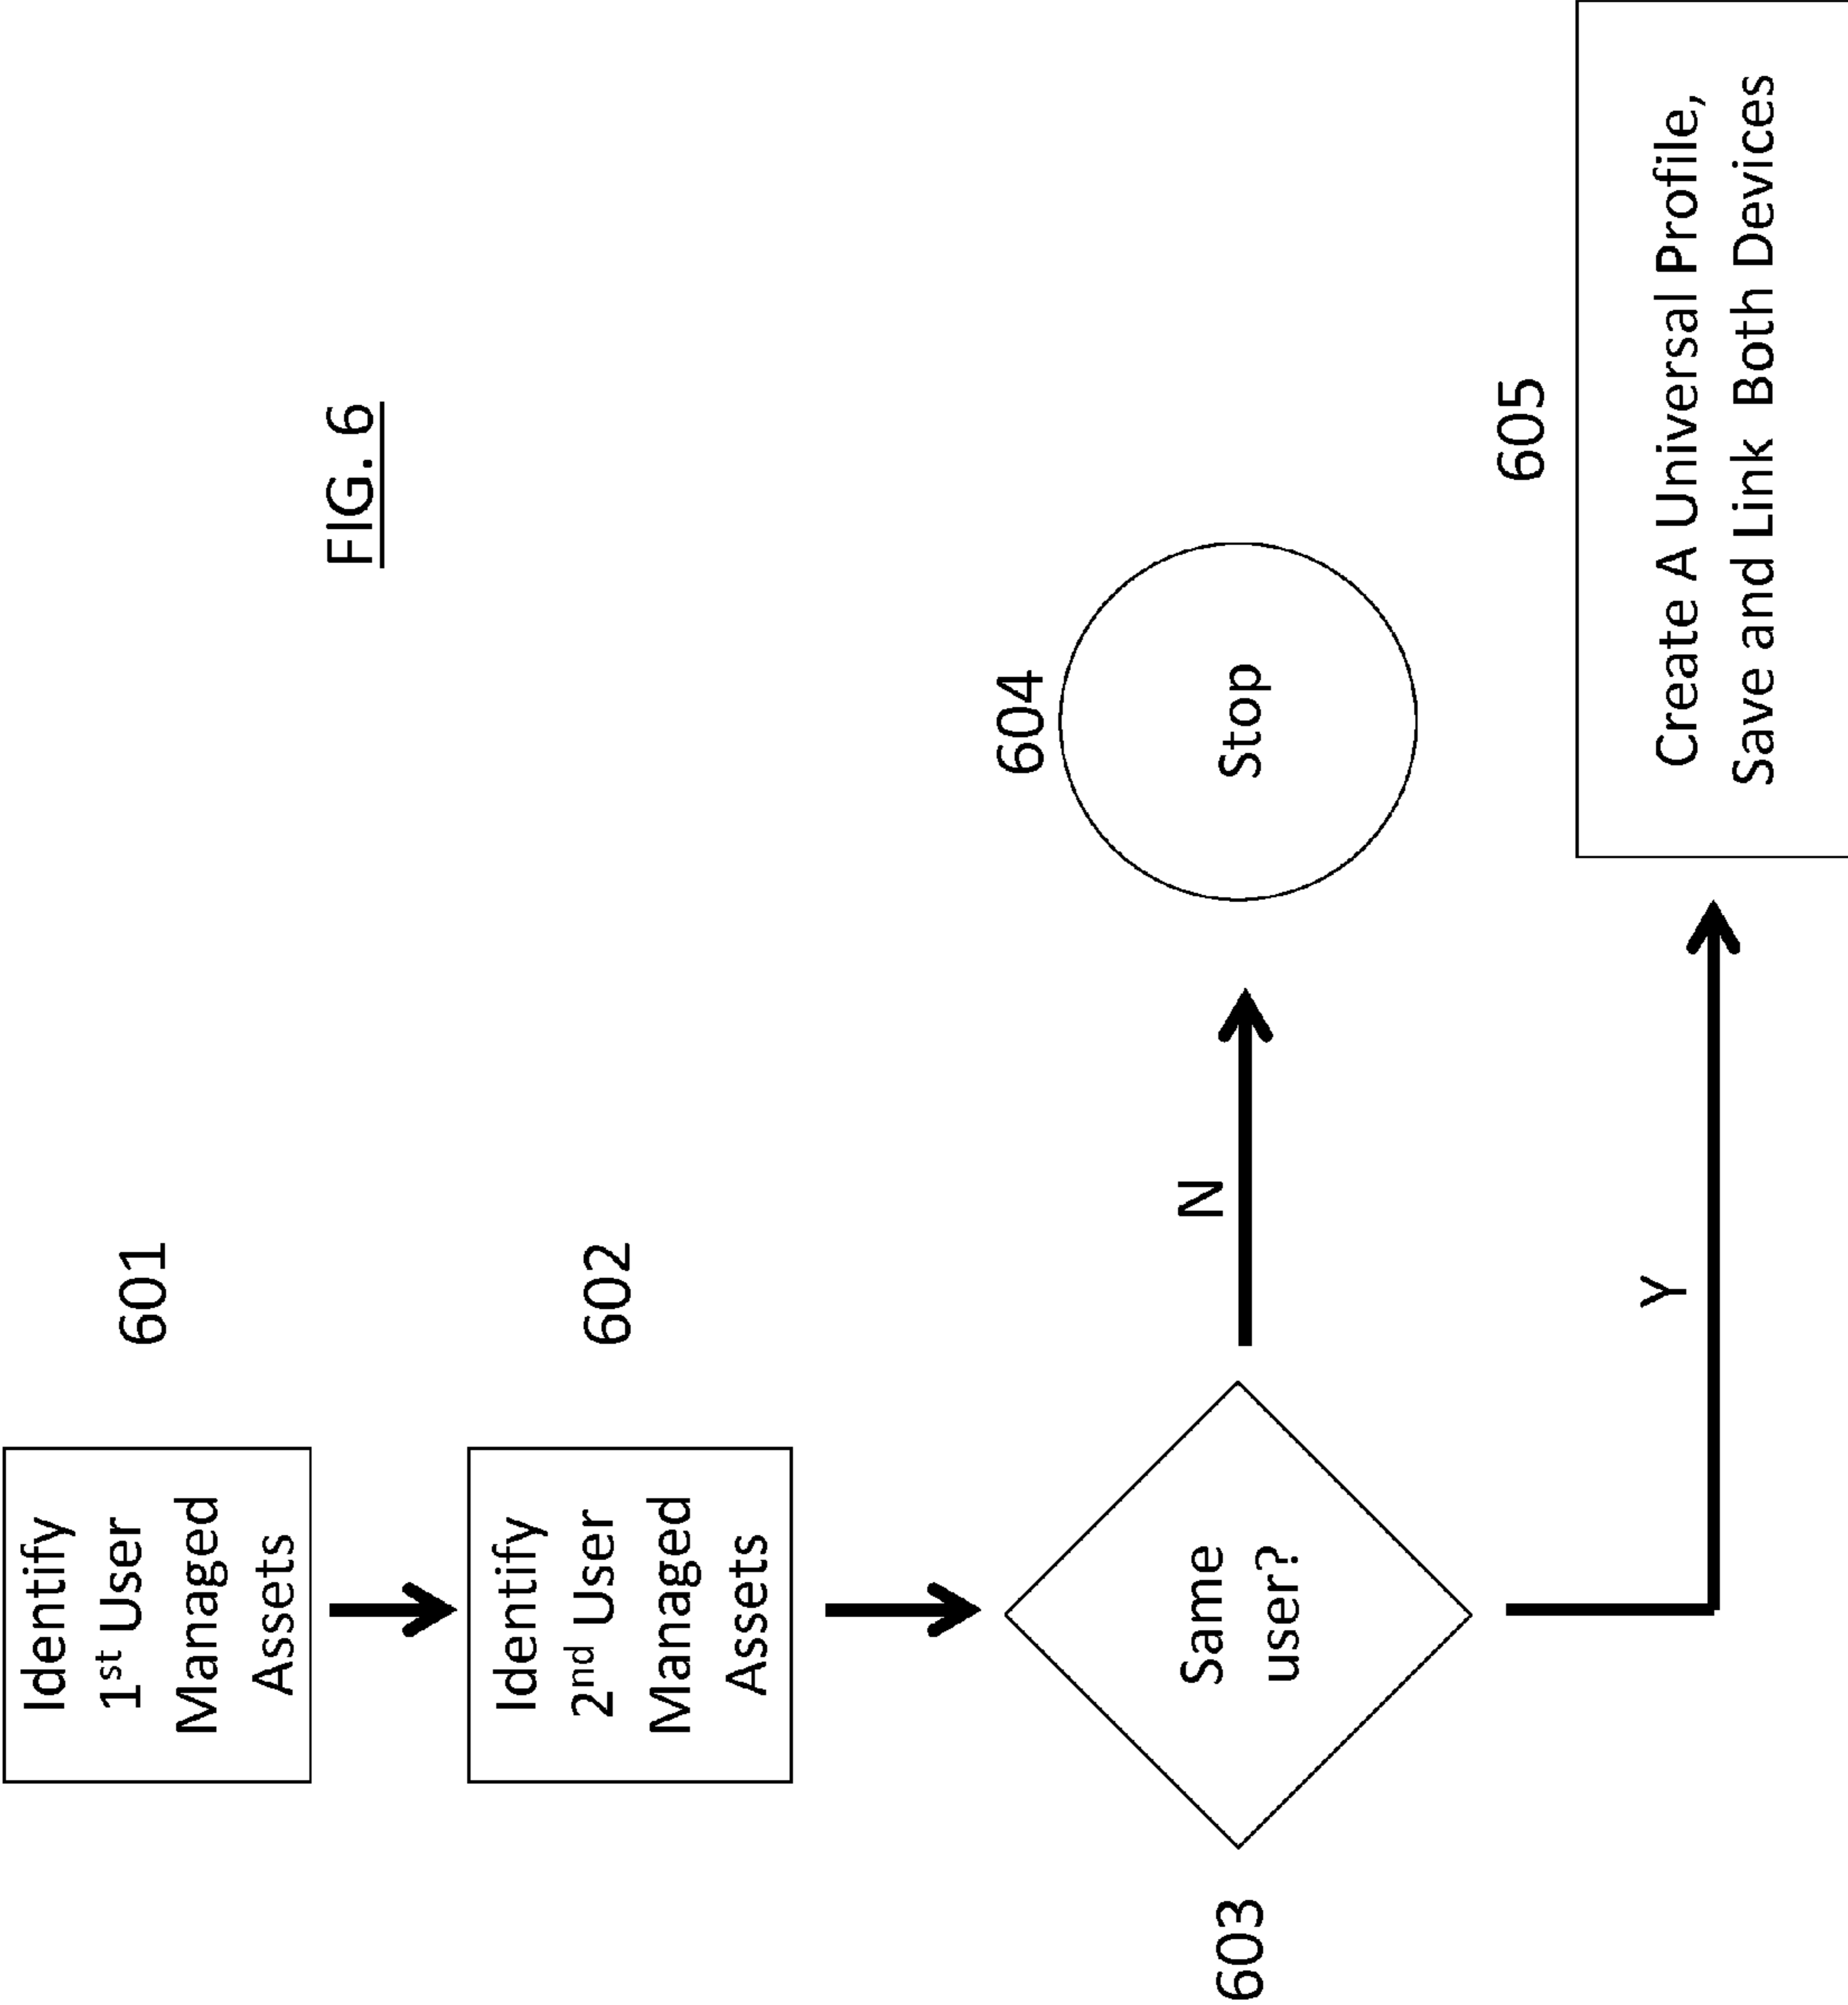 FIG. 6
Identify
1st User
Managed
Assets
601
Identify
2nd User
Managed
Assets
602
603
Same
user?
N
604
Stop
Y
605
Create A Universal Profile,
Save and Link Both Devices